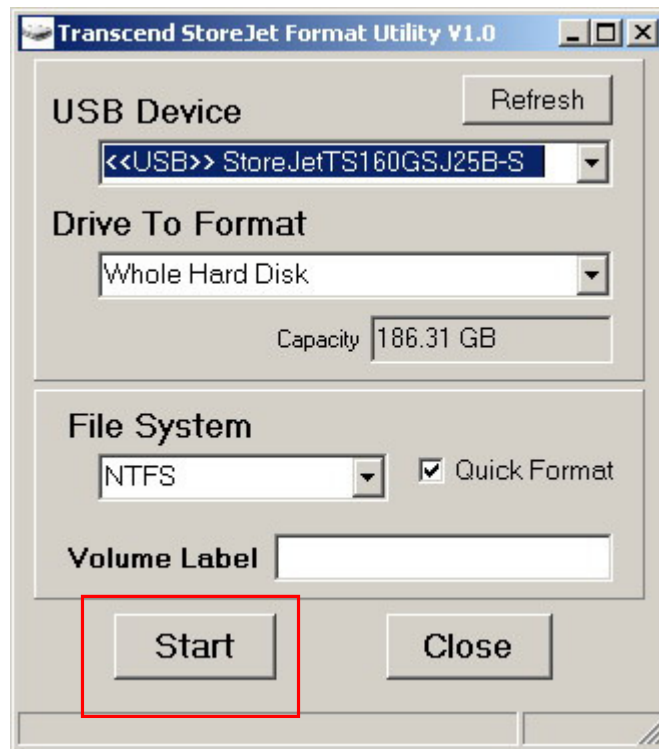 Transcend StoreJet Format Utility V1.0
USB Device
Refresh
<<USB>> StoreJetTS160GSJ25B-S
Drive To Format
Whole Hard Disk
Capacity 186.31 GB
File System
NTFS
Quick Format
Volume Label
Start Close